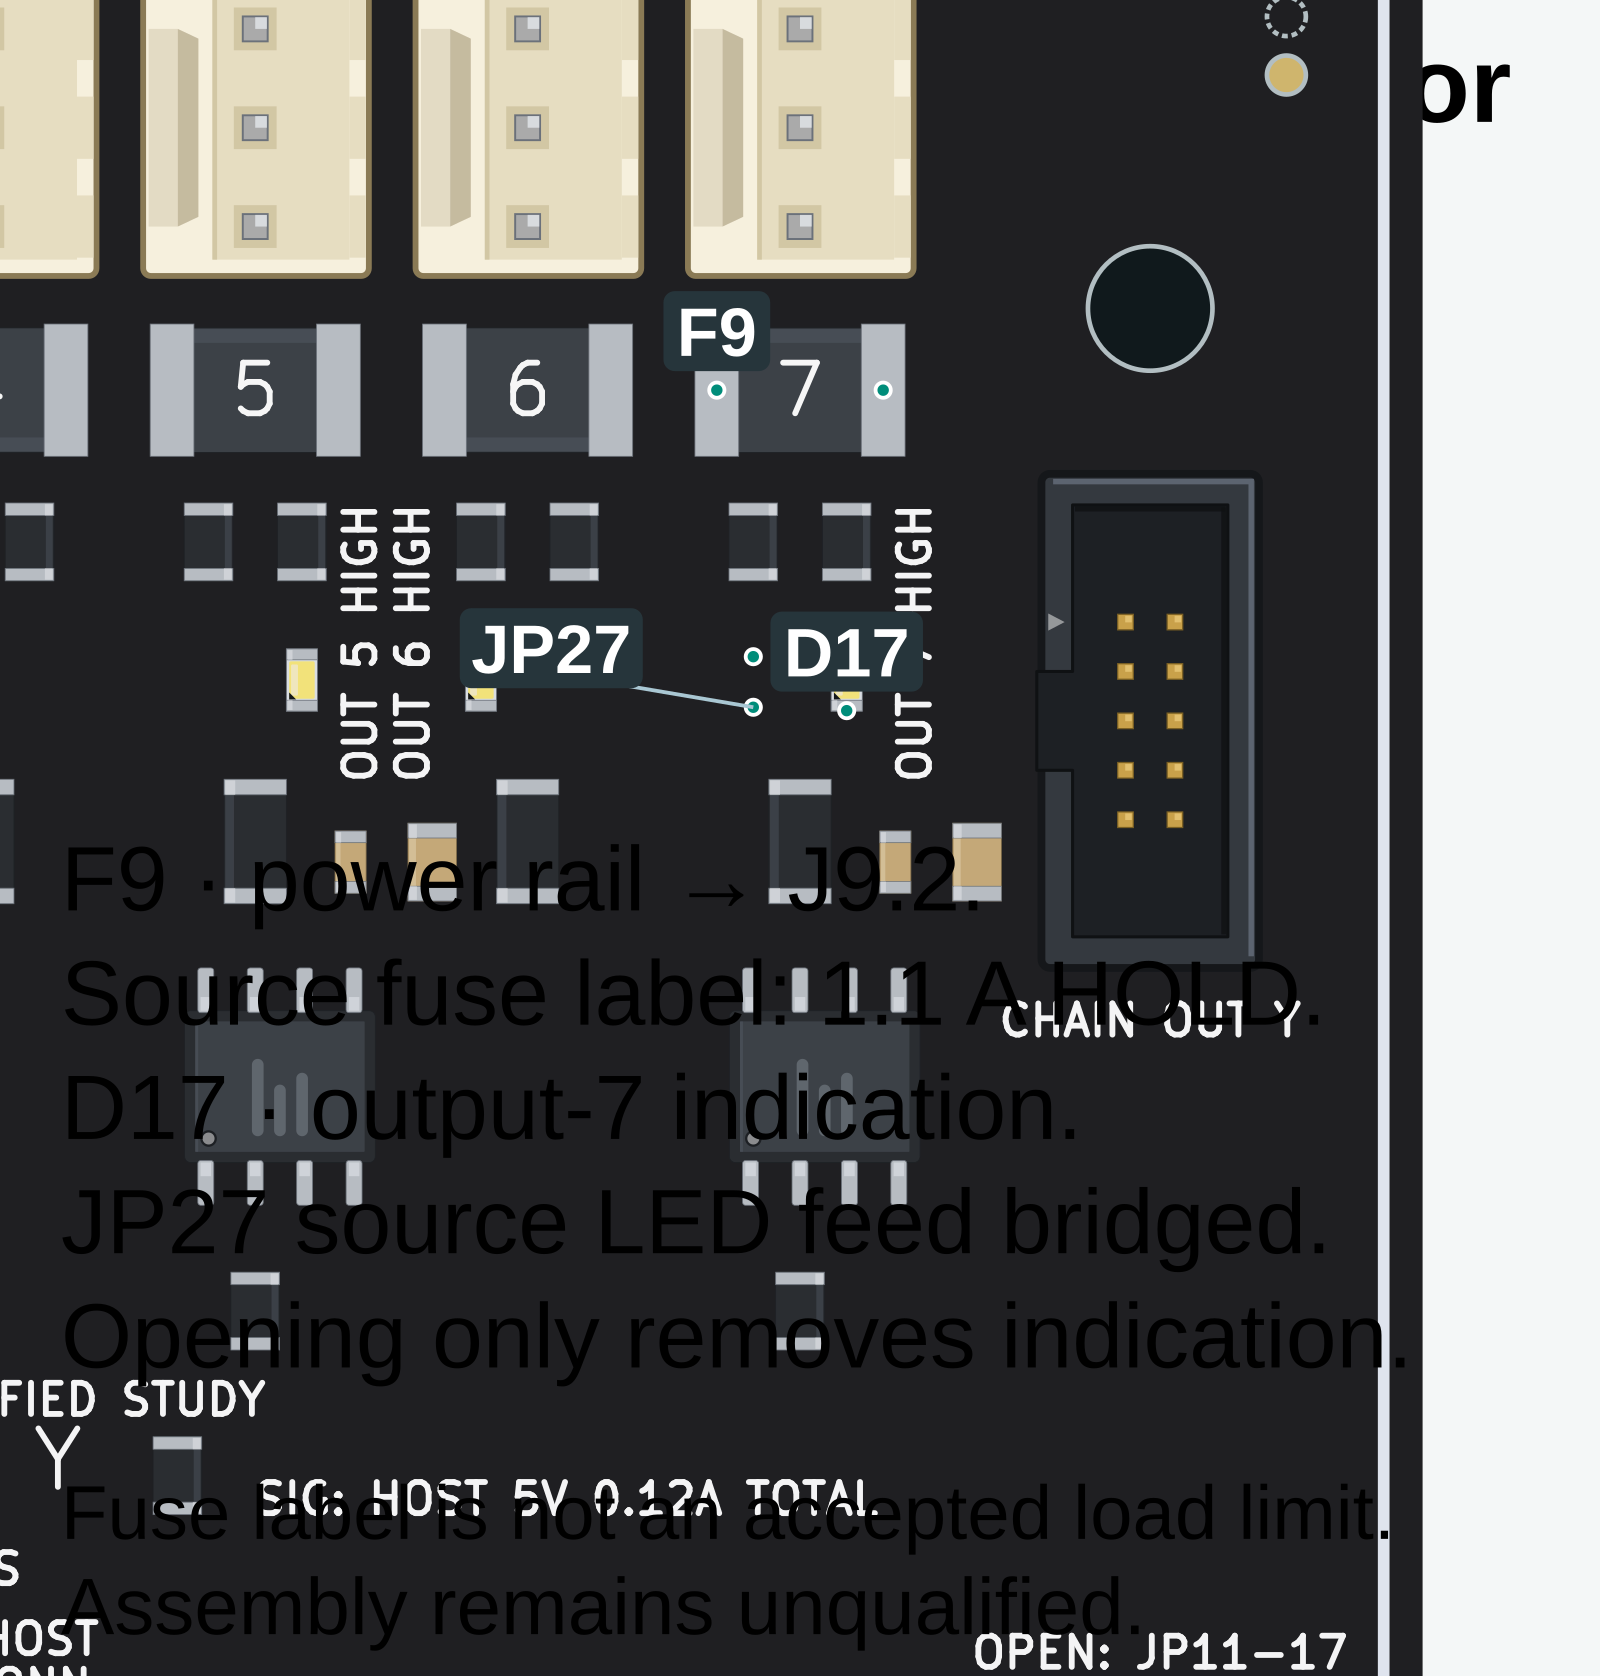 or
F9
5
6
7
OUT 5 HIGH
OUT 6 HIGH
OUT 7 HIGH
JP27
D17
F9 · power rail → J9.2.
Source fuse label: 1.1 A HOLD.
CHAIN OUT Y
D17 · output-7 indication.
JP27 source LED feed bridged.
Opening only removes indication.
FIED STUDY
Y
SIG: HOST 5V 0.12A TOTAL
Fuse label is not an accepted load limit.
S
Assembly remains unqualified.
HOST
OPEN: JP11-17